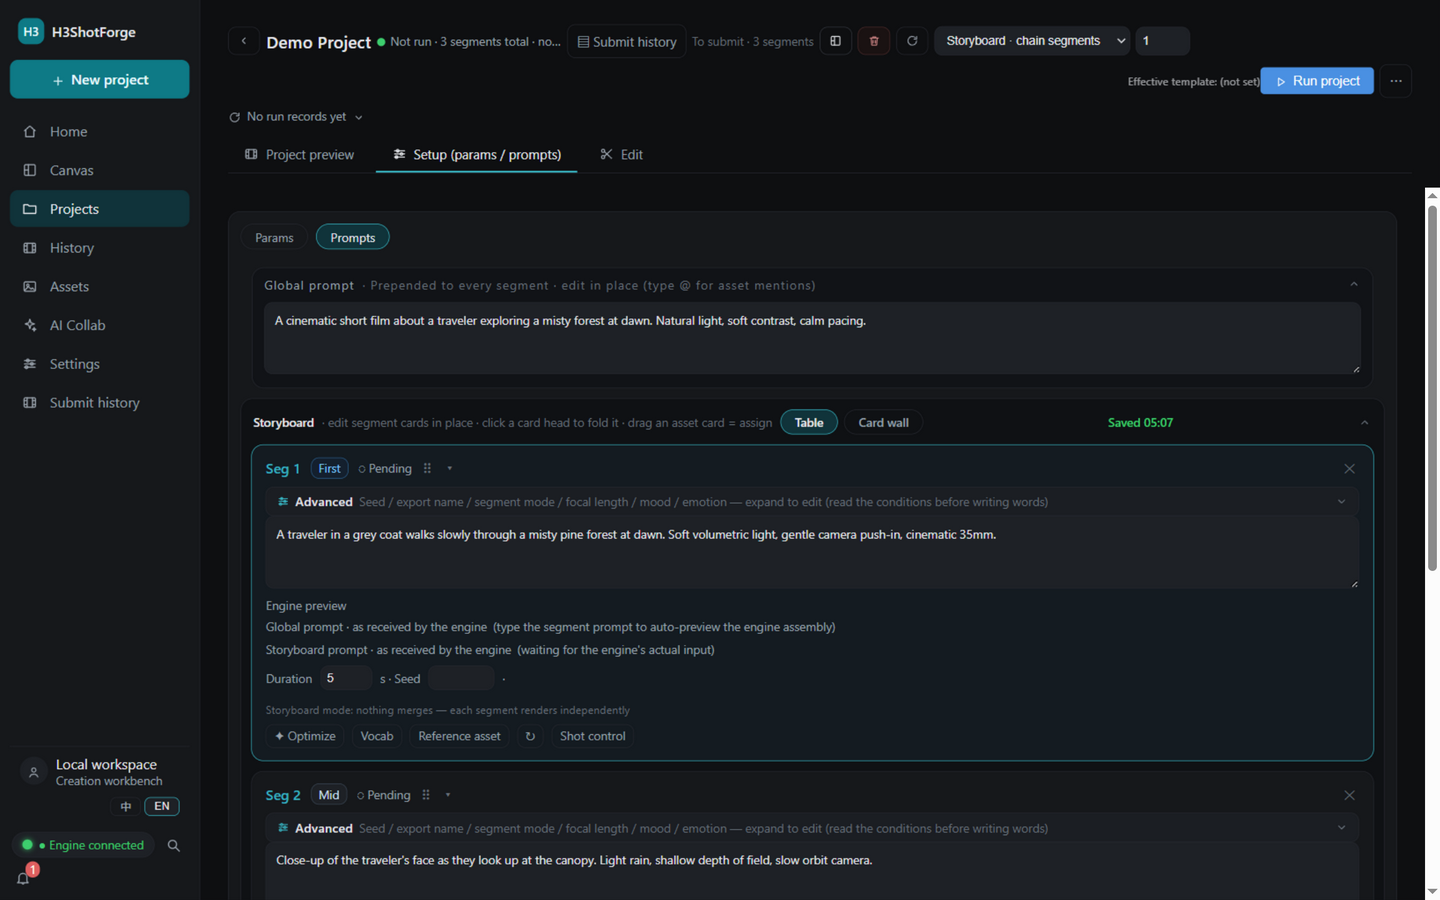 H3 H3ShotForge
+ New project
Home
Canvas
Projects
History
Assets
AI Collab
Settings
Submit history
Local workspace
Creation workbench
中 EN
Engine connected
1
Demo Project Not run · 3 segments total · no... Submit history To submit · 3 segments Storyboard · chain segments 1
Effective template: (not set) Run project ...
No run records yet
Project preview Setup (params / prompts) Edit
Params Prompts
Global prompt · Prepended to every segment · edit in place (type @ for asset mentions)
A cinematic short film about a traveler exploring a misty forest at dawn. Natural light, soft contrast, calm pacing.
Storyboard · edit segment cards in place · click a card head to fold it · drag an asset card = assign Table Card wall Saved 05:07
Seg 1 First Pending
Advanced Seed / export name / segment mode / focal length / mood / emotion — expand to edit (read the conditions before writing words)
A traveler in a grey coat walks slowly through a misty pine forest at dawn. Soft volumetric light, gentle camera push-in, cinematic 35mm.
Engine preview
Global prompt · as received by the engine (type the segment prompt to auto-preview the engine assembly)
Storyboard prompt · as received by the engine (waiting for the engine's actual input)
Duration 5 s · Seed ·
Storyboard mode: nothing merges — each segment renders independently
Optimize Vocab Reference asset ↻ Shot control
Seg 2 Mid Pending
Advanced Seed / export name / segment mode / focal length / mood / emotion — expand to edit (read the conditions before writing words)
Close-up of the traveler's face as they look up at the canopy. Light rain, shallow depth of field, slow orbit camera.